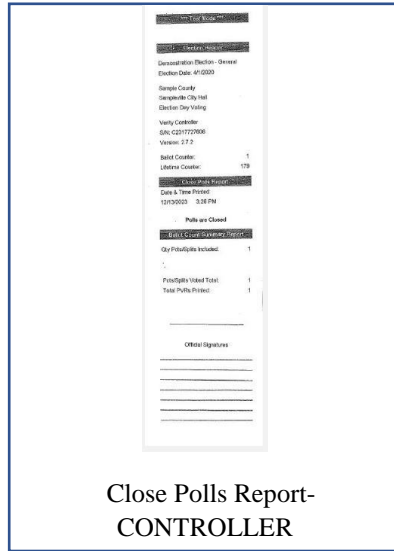 *** Test Mode ***
Election Report
Demonstration Election - General
Election Date: 4/1/2020
Sample County
Sampleville City Hall
Election Day Voting
Verity Controller
S/N: C2317727806
Version: 2.7.2
Ballot Counter: 1
Lifetime Counter: 179
Close Polls Report
Date & Time Printed
12/13/2023 3:26 PM
Polls are Closed
Ballot Count Summary Report
Qty Pcts/Splits Included: 1
Pcts/Splits Voted Total: 1
Total PVRs Printed: 1
Official Signatures
Close Polls Report-
CONTROLLER